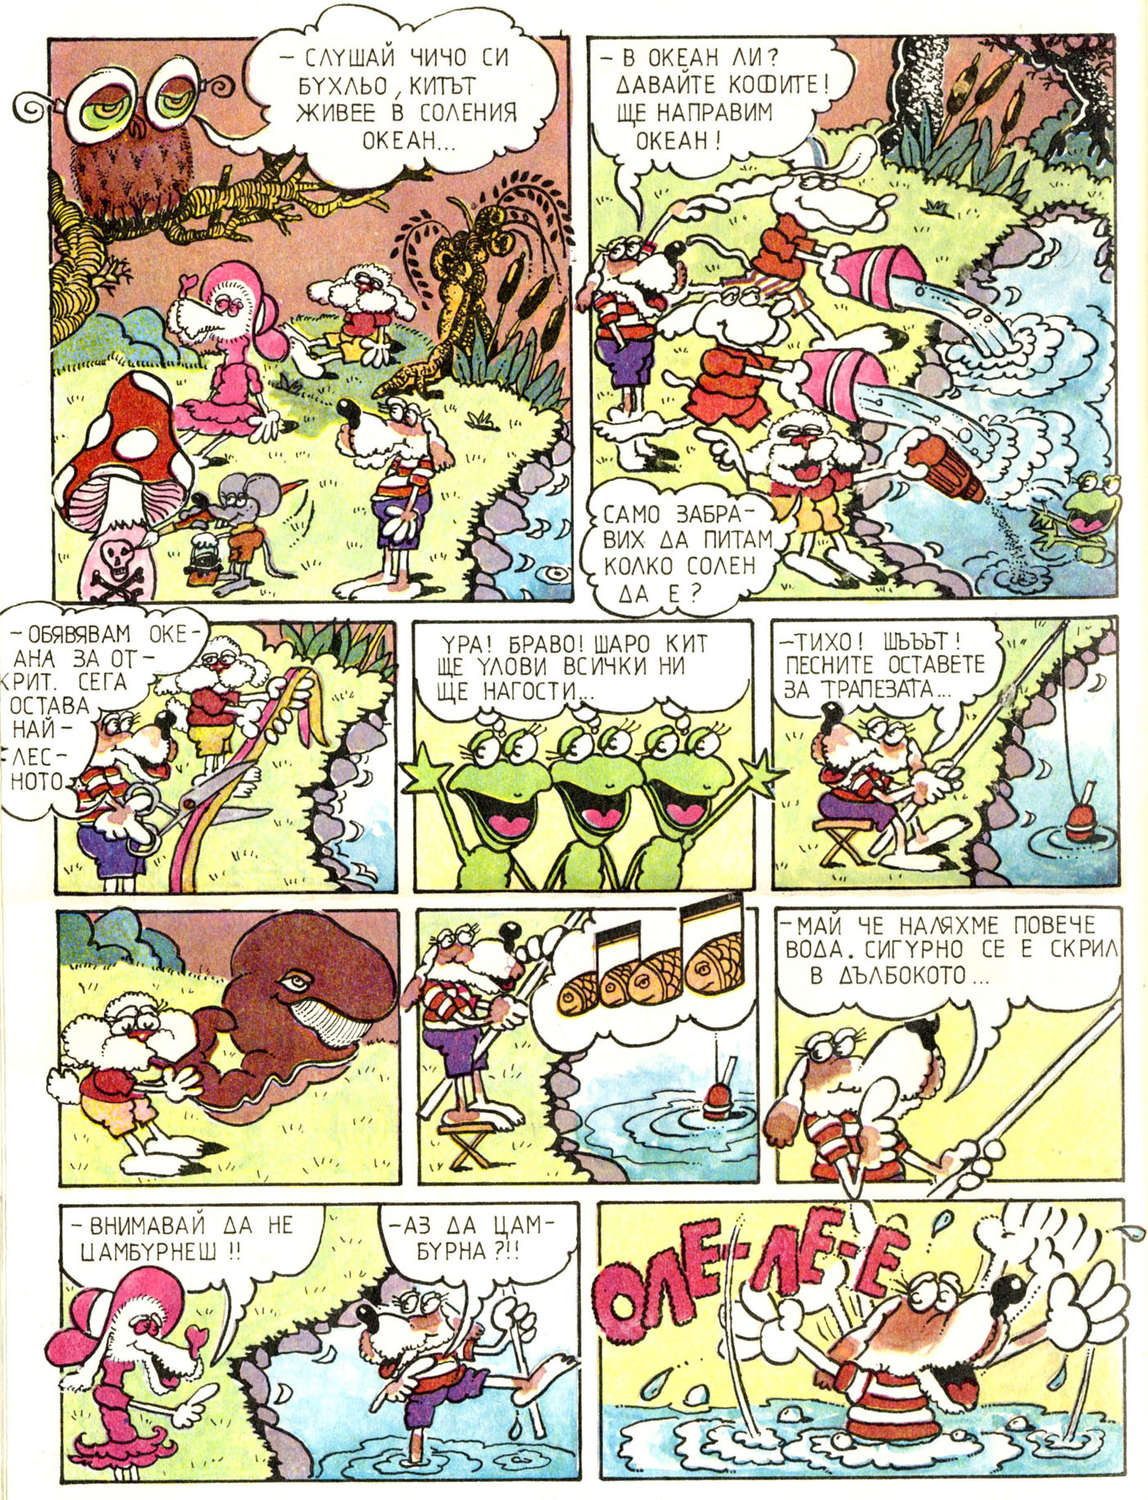 - СЛУШАЙ ЧИЧО СИ
БУХЛЬО, КИТЪТ
ЖИВЕЕ В СОЛЕНИЯ
ОКЕАН...
- В ОКЕАН ЛИ?
ДАВАЙТЕ КОФИТЕ!
ЩЕ НАПРАВИМ
ОКЕАН!
САМО ЗАБРА-
ВИХ ДА ПИТАМ
КОЛКО СОЛЕН
ДА Е?
- ОБЯВЯВАМ ОКЕ-
АНА ЗА ОТ-
КРИТ. СЕГА
ОСТАВА
НАЙ-
ЛЕС-
НОТО.
УРА! БРАВО! ШАРО КИТ
ЩЕ УЛОВИ ВСИЧКИ НИ
ЩЕ НАГОСТИ...
- ТИХО! ШЪЪЪТ!
ПЕСНИТЕ ОСТАВЕТЕ
ЗА ТРАПЕЗАТА...
- МАЙ ЧЕ НАЛЯХМЕ ПОВЕЧЕ
ВОДА. СИГУРНО СЕ Е СКРИЛ
В ДЪЛБОКОТО...
- ВНИМАВАЙ ДА НЕ
ЦАМБУРНЕШ!!
- АЗ ДА ЦАМ-
БУРНА?!!
ОЛЕ-ЛЕ-Е